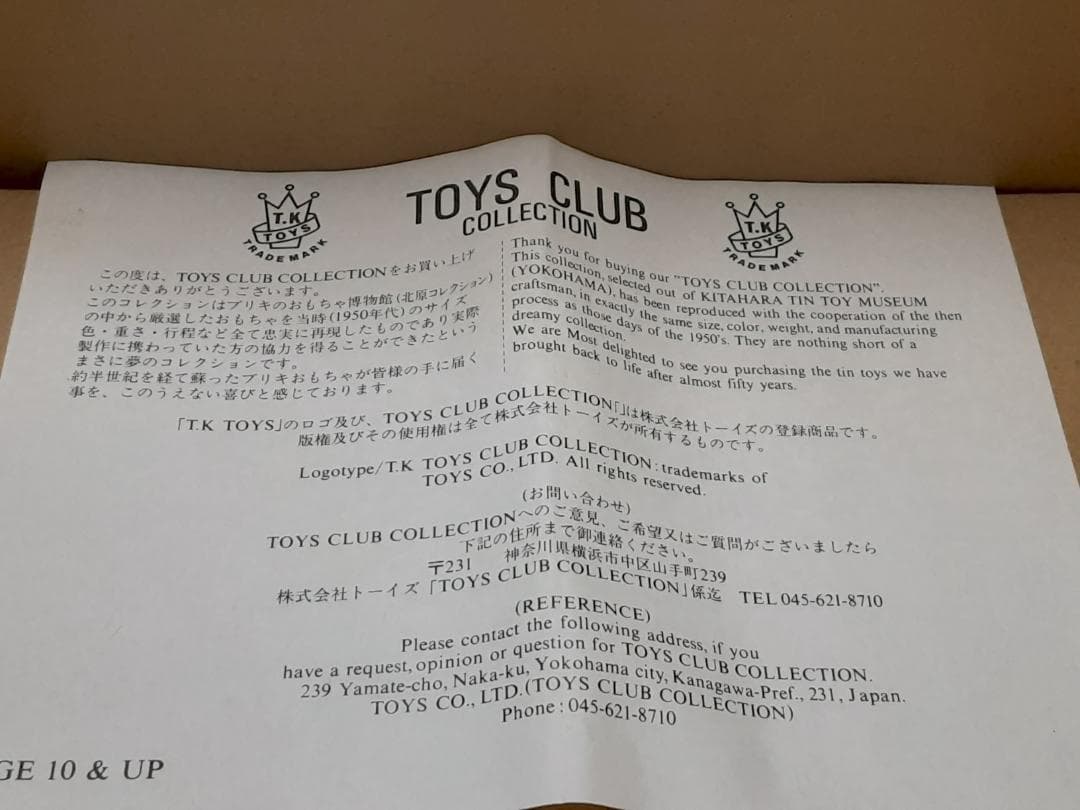 TOYS CLUB
COLLECTION
T.K
TOYS
TRADE MARK
T.K
TOYS
TRADE MARK
この度は、TOYS CLUB COLLECTIONをお買い上げ
いただきありがとうございます。
このコレクションはブリキのおもちゃ博物館(北原コレクション)
の中から厳選したおもちゃを当時(1950年代)のサイズ
色・重さ・行程など全て忠実に再現したものであり実際
製作に携わっていた方の協力を得ることができたという
まさに夢のコレクションです。
約半世紀を経て蘇ったブリキおもちゃが皆様の手に届く
事を、このうえない喜びと感じております。
Thank you for buying our "TOYS CLUB COLLECTION".
This collection, selected out of KITAHARA TIN TOY MUSEUM
(YOKOHAMA), has been reproduced with the cooperation of the then
craftsman, in exactly the same size, color, weight, and manufacturing
process as those days of the 1950's. They are nothing short of a
dreamy collection.
We are Most delighted to see you purchasing the tin toys we have
brought back to life after almost fifty years.
「T.K TOYS」のロゴ及び、TOYS CLUB COLLECTION「」は株式会社トーイズの登録商品です。
版権及びその使用権は全て株式会社トーイズが所有するものです。
Logotype/T.K TOYS CLUB COLLECTION: trademarks of
TOYS CO., LTD. All rights reserved.
(お問い合わせ)
TOYS CLUB COLLECTIONへのご意見、ご希望又はご質問がございましたら
下記の住所まで御連絡ください。
〒231 神奈川県横浜市中区山手町239
株式会社トーイズ「TOYS CLUB COLLECTION」係迄 TEL 045-621-8710
(REFERENCE)
Please contact the following address, if you
have a request, opinion or question for TOYS CLUB COLLECTION.
239 Yamate-cho, Naka-ku, Yokohama city, Kanagawa-Pref., 231, Japan.
TOYS CO., LTD. (TOYS CLUB COLLECTION)
Phone : 045-621-8710
GE 10 & UP